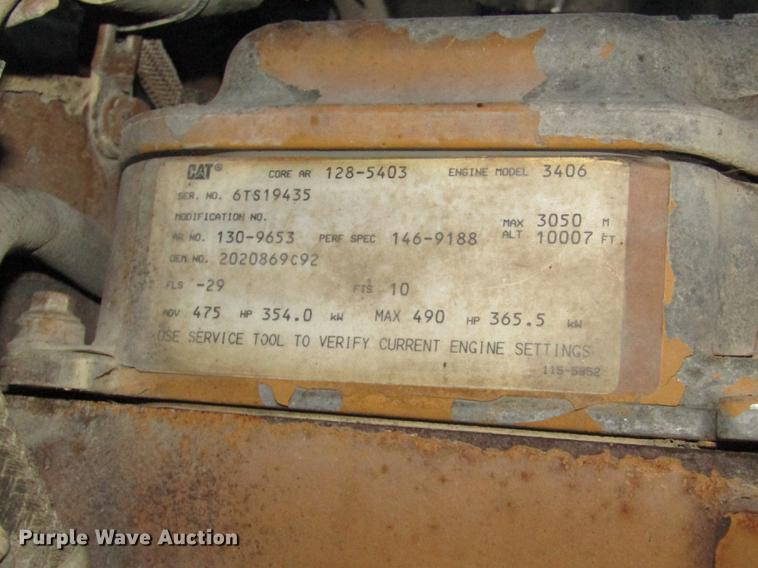 CAT® CORE AR 128-5403 ENGINE MODEL 3406
SER. NO. 6TS19435
MODIFICATION NO.
MAX 3050 M
AR NO. 130-9653 PERF SPEC 146-9188 ALT 10007 FT.
OEM NO. 2020869C92
FLS -29 FTS 10
ADV 475 HP 354.0 kW MAX 490 HP 365.5 kW
USE SERVICE TOOL TO VERIFY CURRENT ENGINE SETTINGS
115-5852
Purple Wave Auction